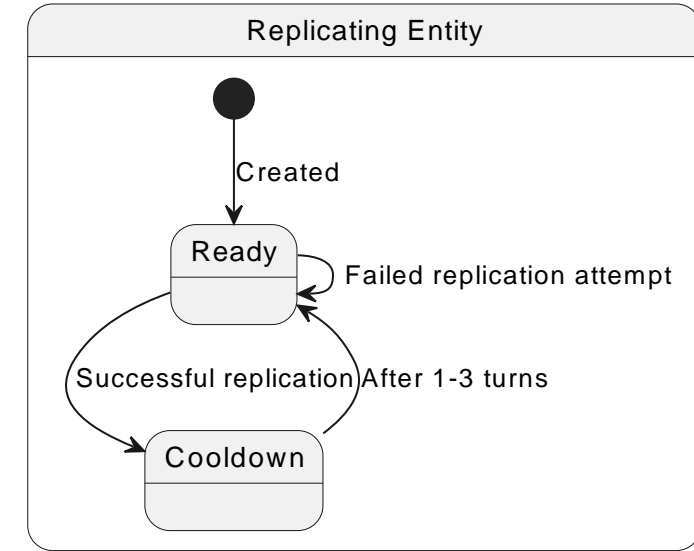 Replicating Entity
Created
Ready
Failed replication attempt
Successful replication
After 1-3 turns
Cooldown